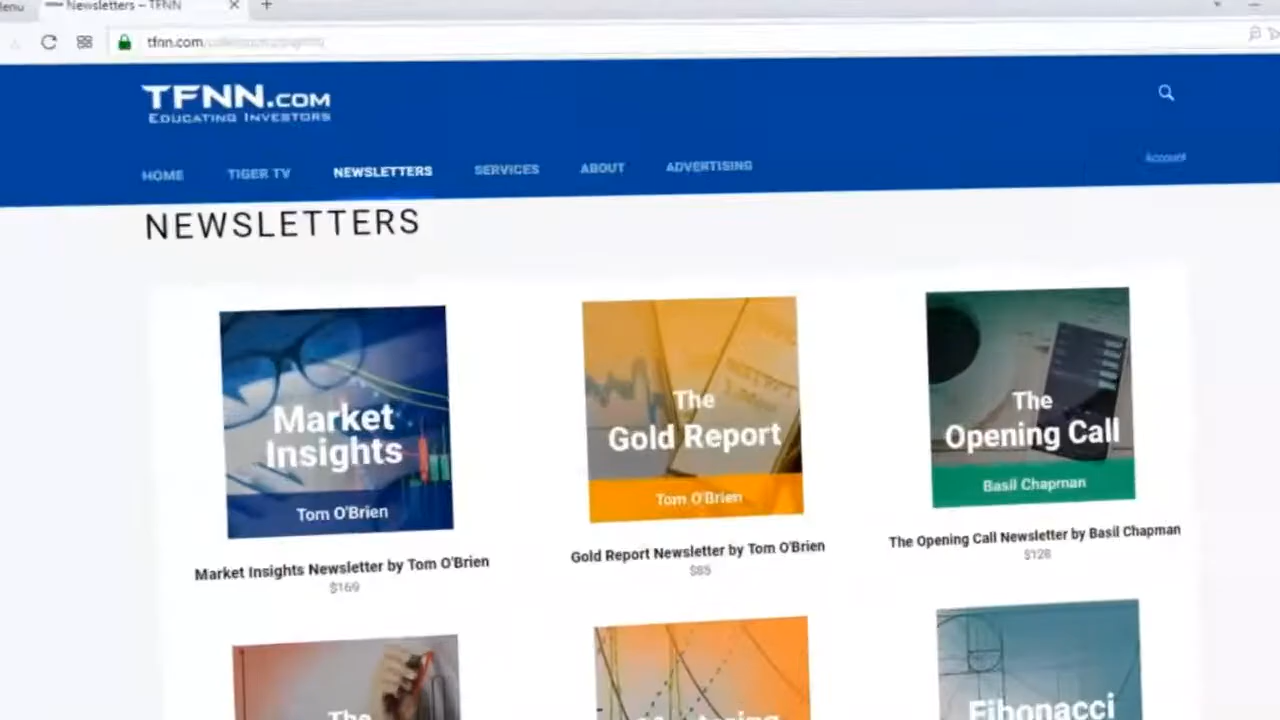 Newsletters – TFNN
tfnn.com
TFNN.COM
EDUCATING INVESTORS
HOME TIGER TV NEWSLETTERS SERVICES ABOUT ADVERTISING
Account
NEWSLETTERS
Market
Insights
Tom O'Brien
Market Insights Newsletter by Tom O'Brien
$169
The
Gold Report
Tom O'Brien
Gold Report Newsletter by Tom O'Brien
$85
The
Opening Call
Basil Chapman
The Opening Call Newsletter by Basil Chapman
$128
The
Fibonacci